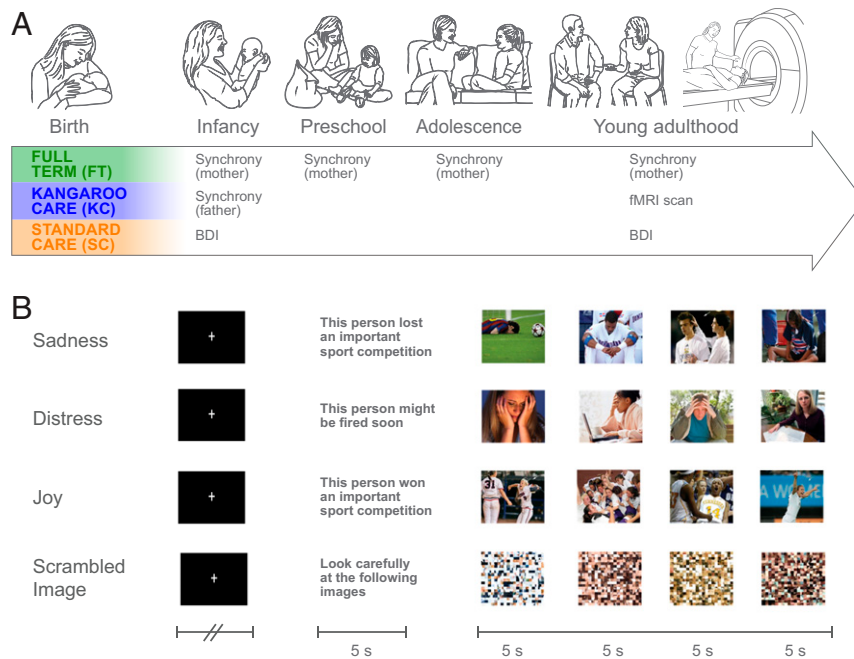 A
Birth
Infancy
Preschool
Adolescence
Young adulthood
FULL
TERM (FT)
Synchrony
(mother)
Synchrony
(mother)
Synchrony
(mother)
Synchrony
(mother)
KANGAROO
CARE (KC)
Synchrony
(father)
fMRI scan
STANDARD
CARE (SC)
BDI
BDI
B
Sadness
This person lost
an important
sport competition
Distress
This person might
be fired soon
Joy
This person won
an important
sport competition
31
A WOME
Scrambled
Image
Look carefully
at the following
images
5 s
5 s
5 s
5 s
5 s